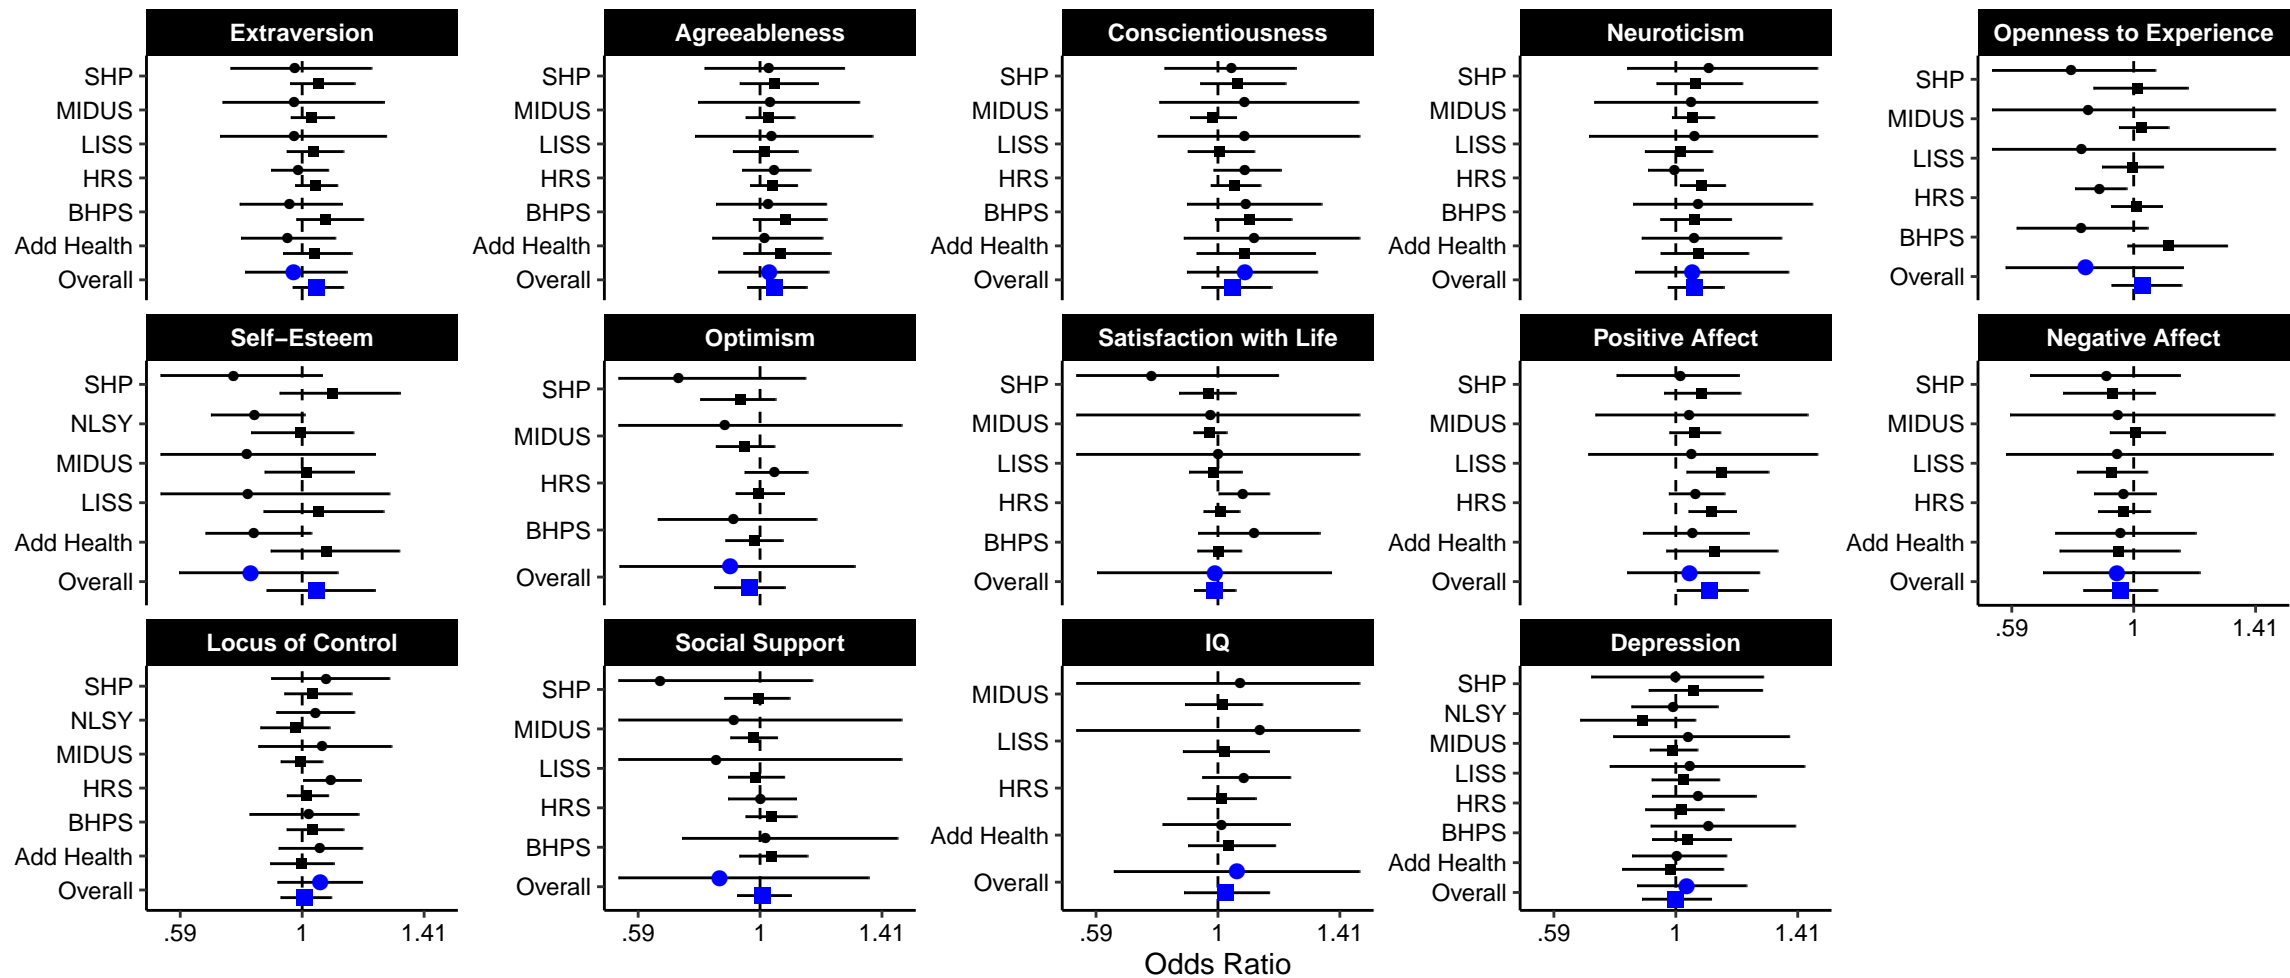 Extraversion
SHP
MIDUS
LISS
HRS
BHPS
Add Health
Overall
Agreeableness
SHP
MIDUS
LISS
HRS
BHPS
Add Health
Overall
Conscientiousness
SHP
MIDUS
LISS
HRS
BHPS
Add Health
Overall
Neuroticism
SHP
MIDUS
LISS
HRS
BHPS
Add Health
Overall
Openness to Experience
SHP
MIDUS
LISS
HRS
BHPS
Overall
Self−Esteem
SHP
NLSY
MIDUS
LISS
Add Health
Overall
Optimism
SHP
MIDUS
HRS
BHPS
Overall
Satisfaction with Life
SHP
MIDUS
LISS
HRS
BHPS
Overall
Positive Affect
SHP
MIDUS
LISS
HRS
Add Health
Overall
Negative Affect
SHP
MIDUS
LISS
HRS
Add Health
Overall
.59 1 1.41
Locus of Control
SHP
NLSY
MIDUS
HRS
BHPS
Add Health
Overall
.59 1 1.41
Social Support
SHP
MIDUS
LISS
HRS
BHPS
Overall
.59 1 1.41
IQ
MIDUS
LISS
HRS
Add Health
Overall
.59 1 1.41
Depression
SHP
NLSY
MIDUS
LISS
HRS
BHPS
Add Health
Overall
.59 1 1.41
Odds Ratio